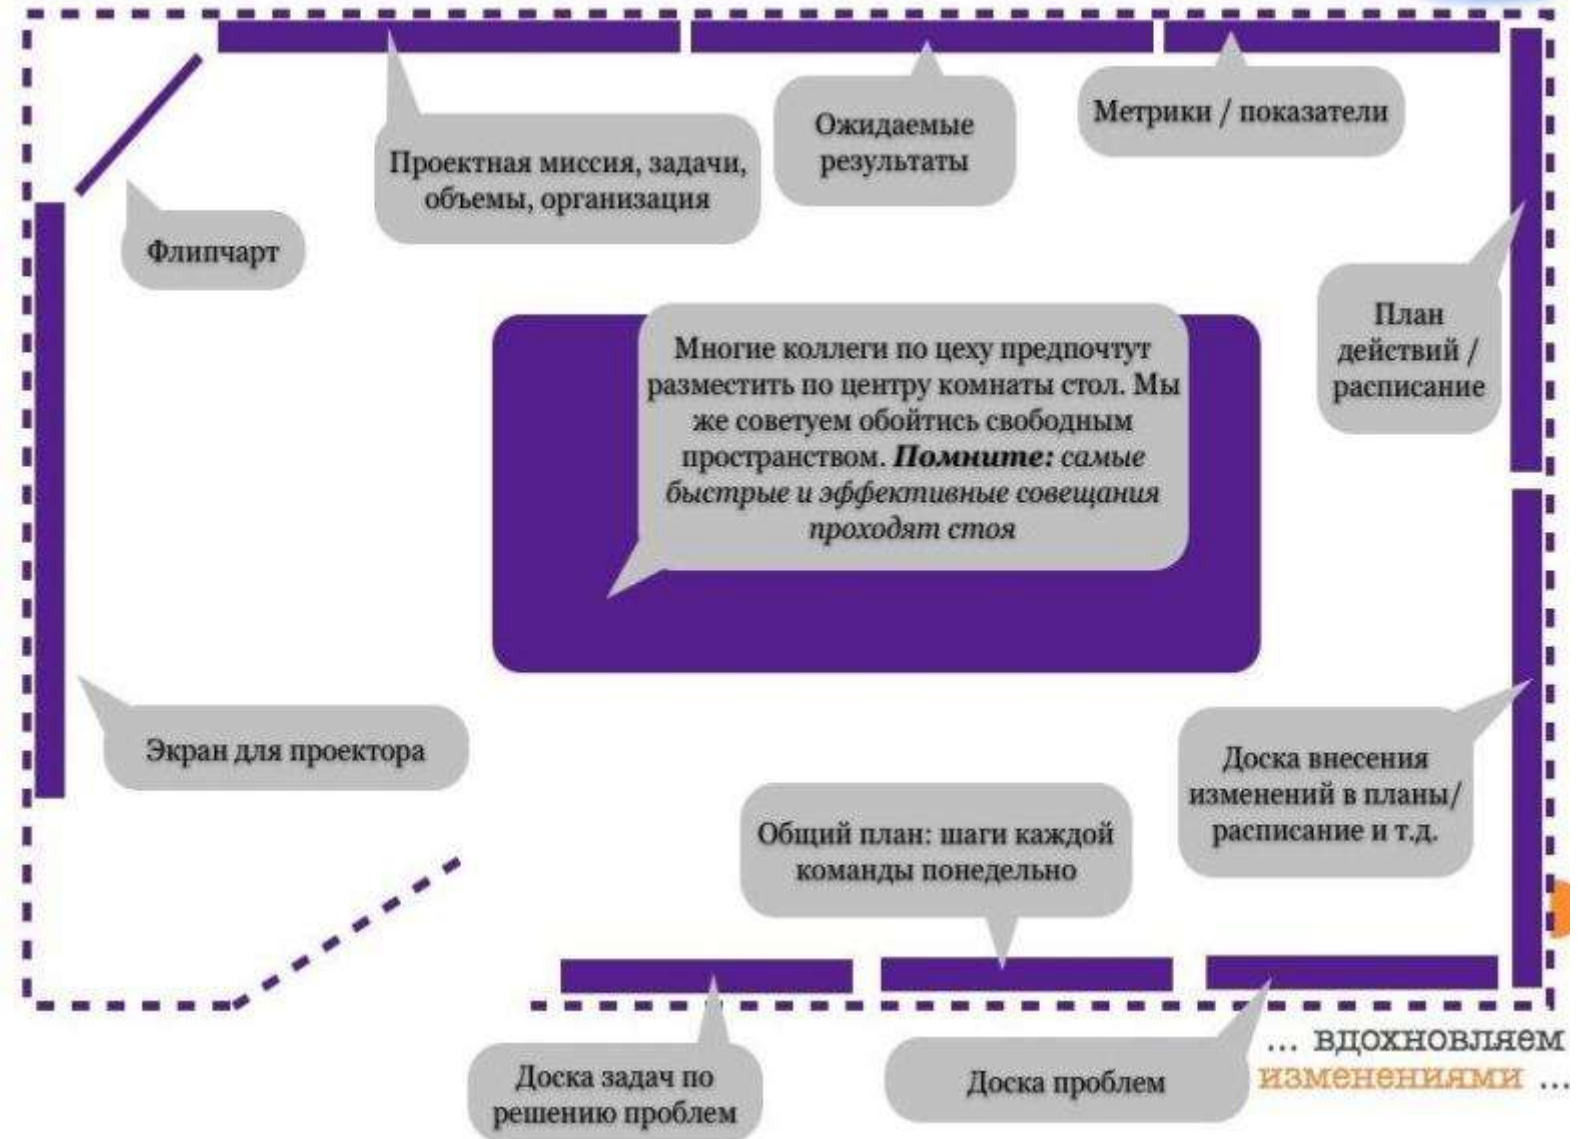 Проектная миссия, задачи,
объемы, организация
Ожидаемые
результаты
Метрики / показатели
Флипчарт
План
действий /
расписание
Многие коллеги по цеху предпочтут
разместить по центру комнаты стол. Мы
же советуем обойтись свободным
пространством. Помните: самые
быстрые и эффективные совещания
проходят стоя
Экран для проектора
Доска внесения
изменений в планы/
расписание и т.д.
Общий план: шаги каждой
команды понедельно
Доска задач по
решению проблем
Доска проблем
... вдохновляем
изменениями ...